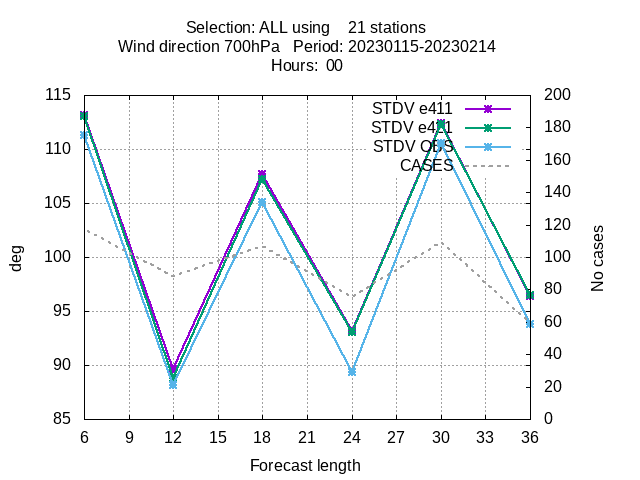 Selection: ALL using 21 stations
Wind direction 700hPa Period: 20230115-20230214
Hours: 00
115
110
105
100
95
90
85
deg
200
180
160
140
120
100
80
60
40
20
0
No cases
STDV e411
STDV
STDV
CASES
6 9 12 15 18 21 24 27 30 33 36
Forecast length